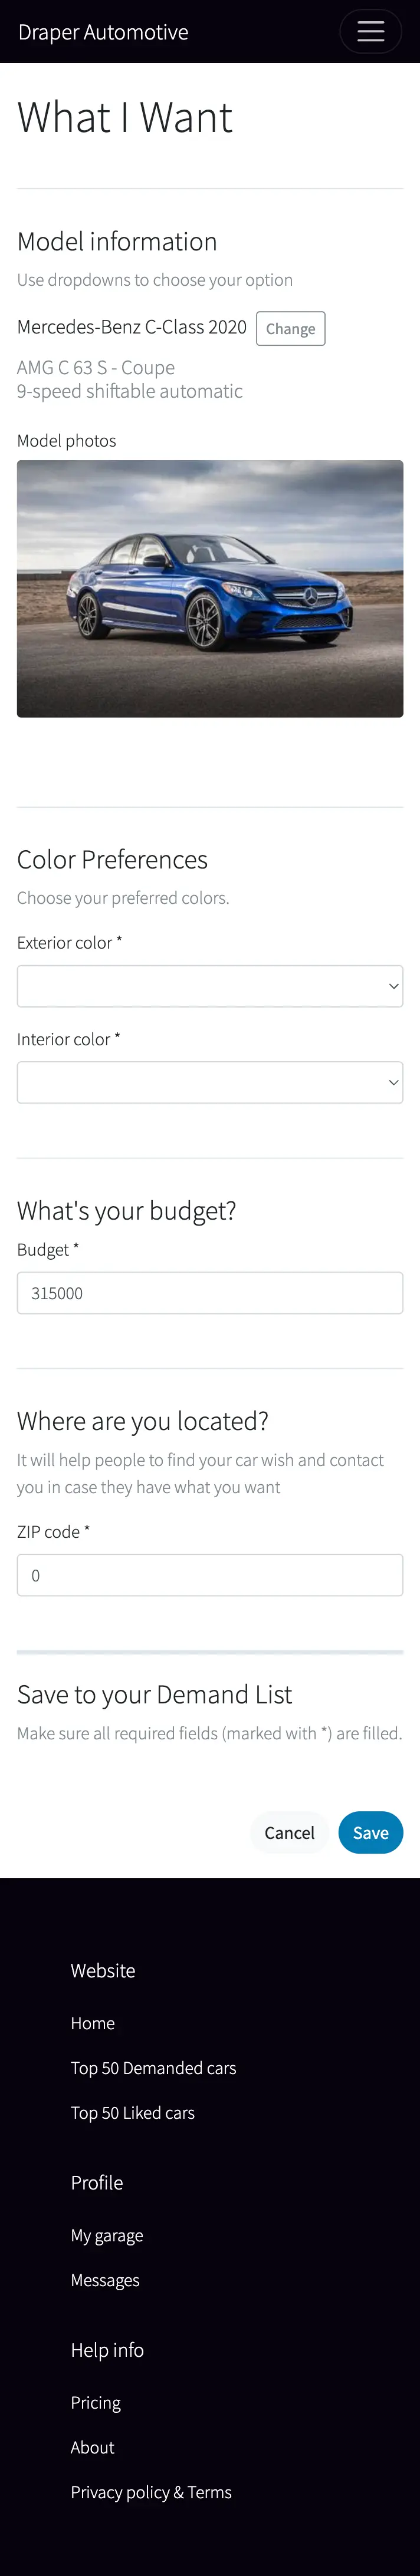 Draper Automotive
What I Want
Model information
Use dropdowns to choose your option
Mercedes-Benz C-Class 2020 Change
AMG C 63 S - Coupe
9-speed shiftable automatic
Model photos
Color Preferences
Choose your preferred colors.
Exterior color *
Interior color *
What's your budget?
Budget *
315000
Where are you located?
It will help people to find your car wish and contact
you in case they have what you want
ZIP code *
0
Save to your Demand List
Make sure all required fields (marked with *) are filled.
Cancel Save
Website
Home
Top 50 Demanded cars
Top 50 Liked cars
Profile
My garage
Messages
Help info
Pricing
About
Privacy policy & Terms